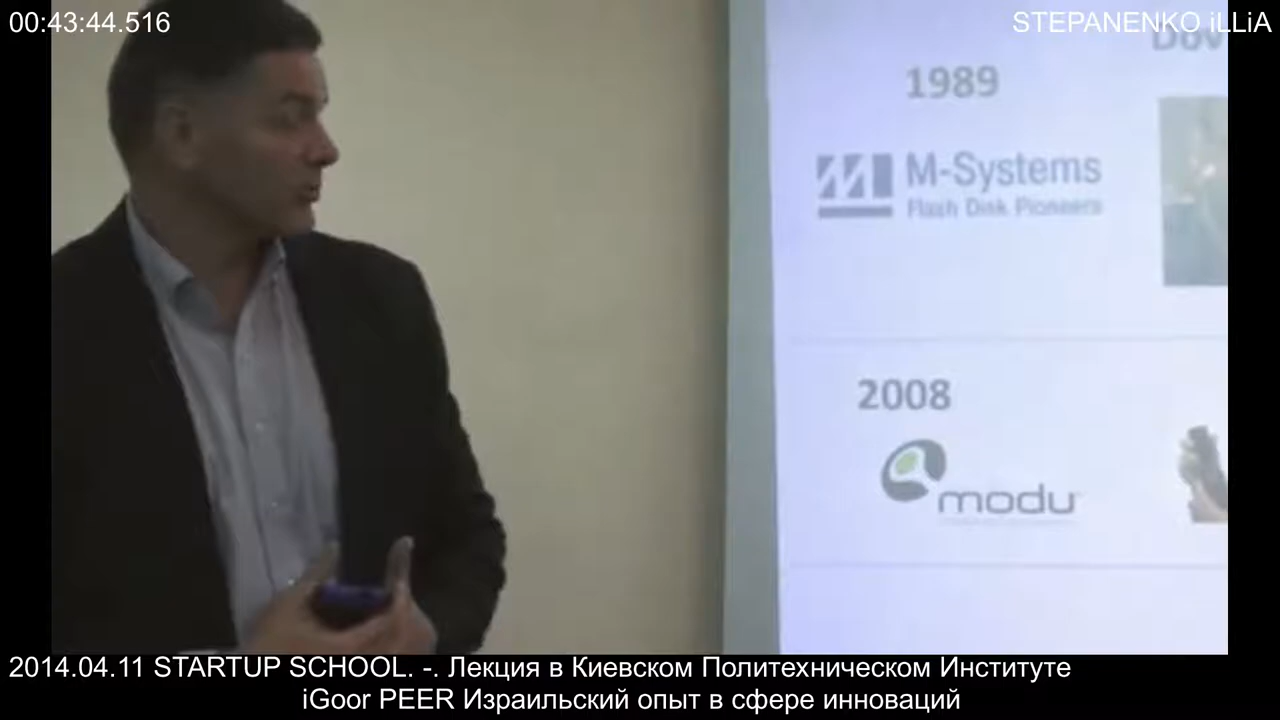 00:43:44.516
STEPANENKO iLLiA
Dov
1989
M-Systems
Flash Disk Pioneers
2008
modu
2014.04.11 STARTUP SCHOOL. -. Лекция в Киевском Политехническом Институте
iGoor PEER Израильский опыт в сфере инноваций